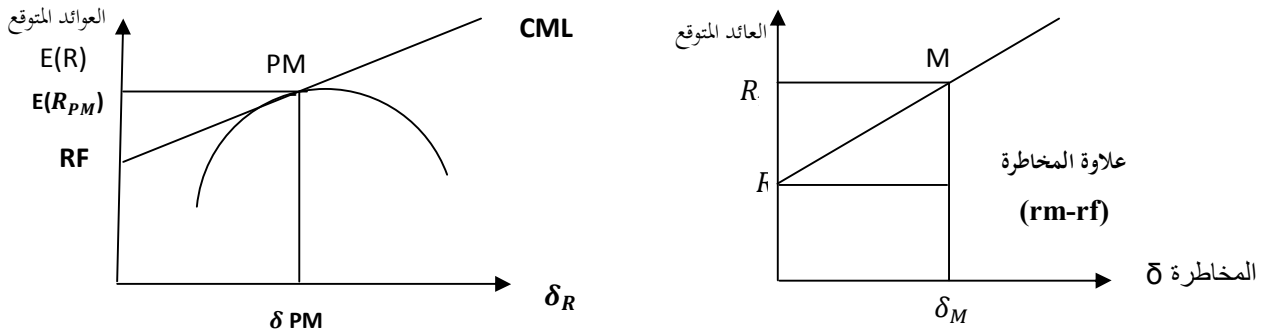 العوائد المتوقع
E(R)
CML
PM
E(R_PM)
RF
δ_R
δ PM
العائد المتوقع
M
R
علاوة المخاطرة
(rm-rf)
المخاطرة δ
δ_M